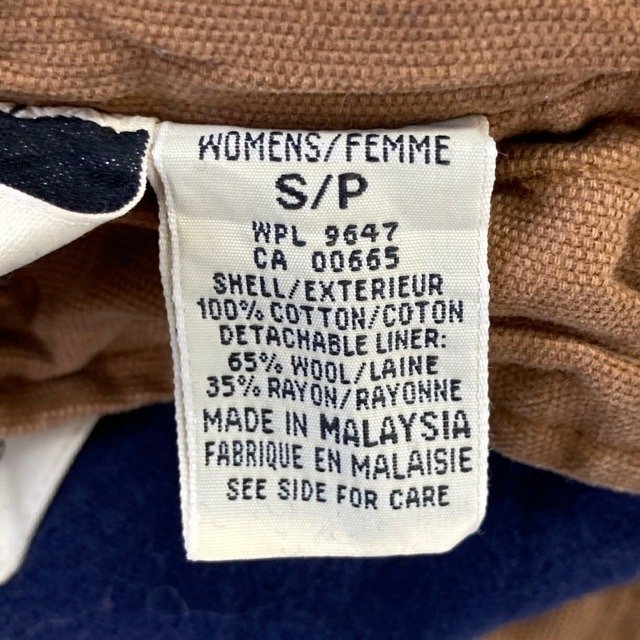 WOMENS/FEMME
S/P
WPL 9647
CA 00665
SHELL/EXTERIEUR
100% COTTON/COTON
DETACHABLE LINER:
65% WOOL/LAINE
35% RAYON/RAYONNE
MADE IN MALAYSIA
FABRIQUE EN MALAISIE
SEE SIDE FOR CARE